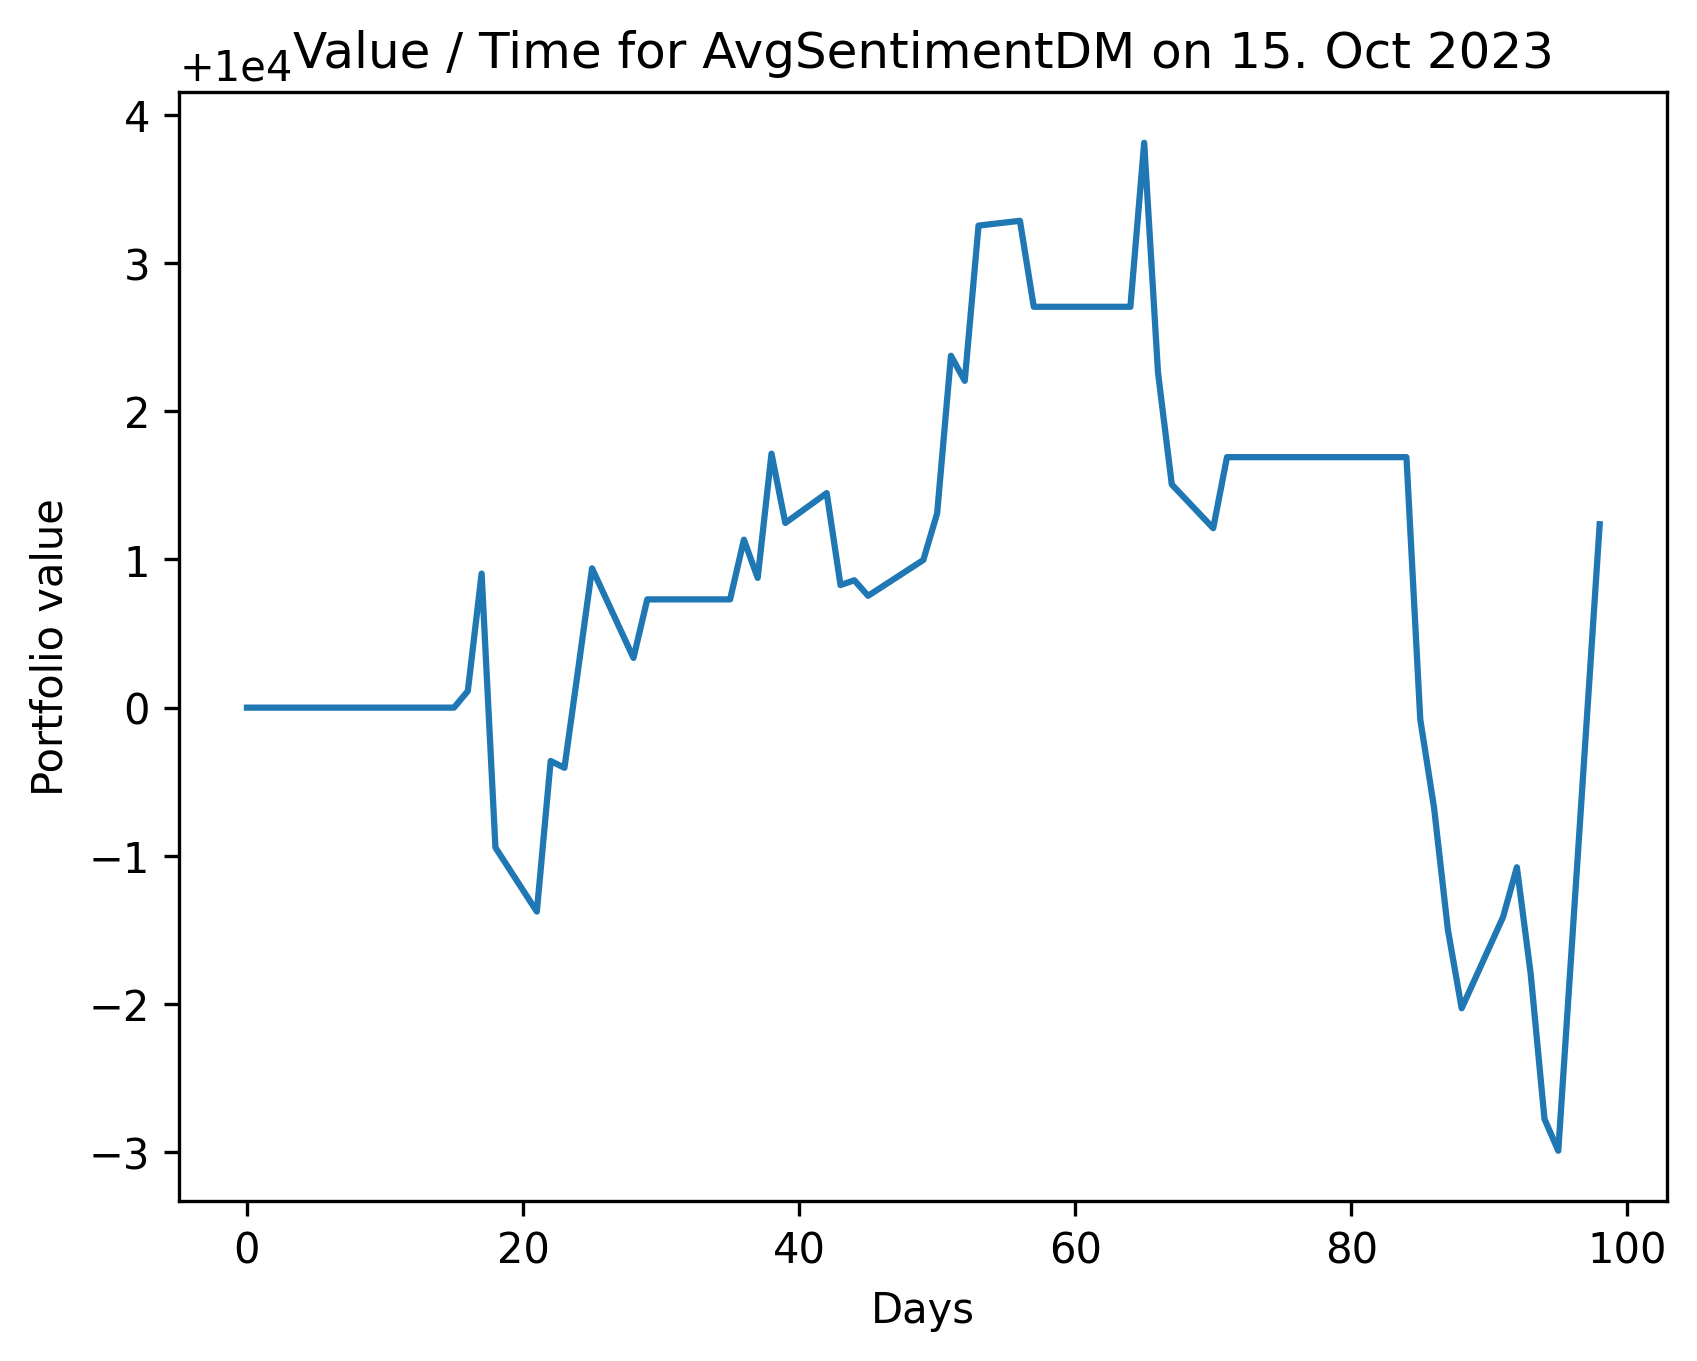 Value / Time for AvgSentimentDM on 15. Oct 2023
+1e4
4
3
2
1
0
−1
−2
−3
Portfolio value
0 20 40 60 80 100
Days